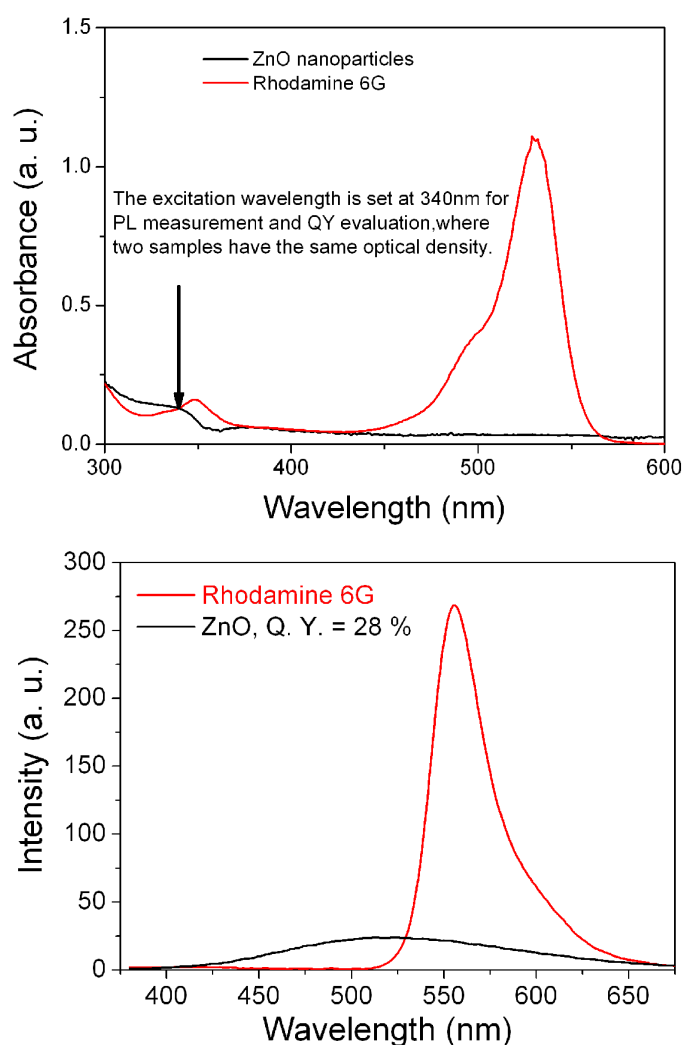 1.5
ZnO nanoparticles
Rhodamine 6G
1.0
The excitation wavelength is set at 340nm for
PL measurement and QY evaluation,where
two samples have the same optical density.
0.5
0.0
Absorbance (a. u.)
300 400 500 600
Wavelength (nm)
300
Rhodamine 6G
ZnO, Q. Y. = 28 %
250
200
150
100
50
0
Intensity (a. u.)
400 450 500 550 600 650
Wavelength (nm)